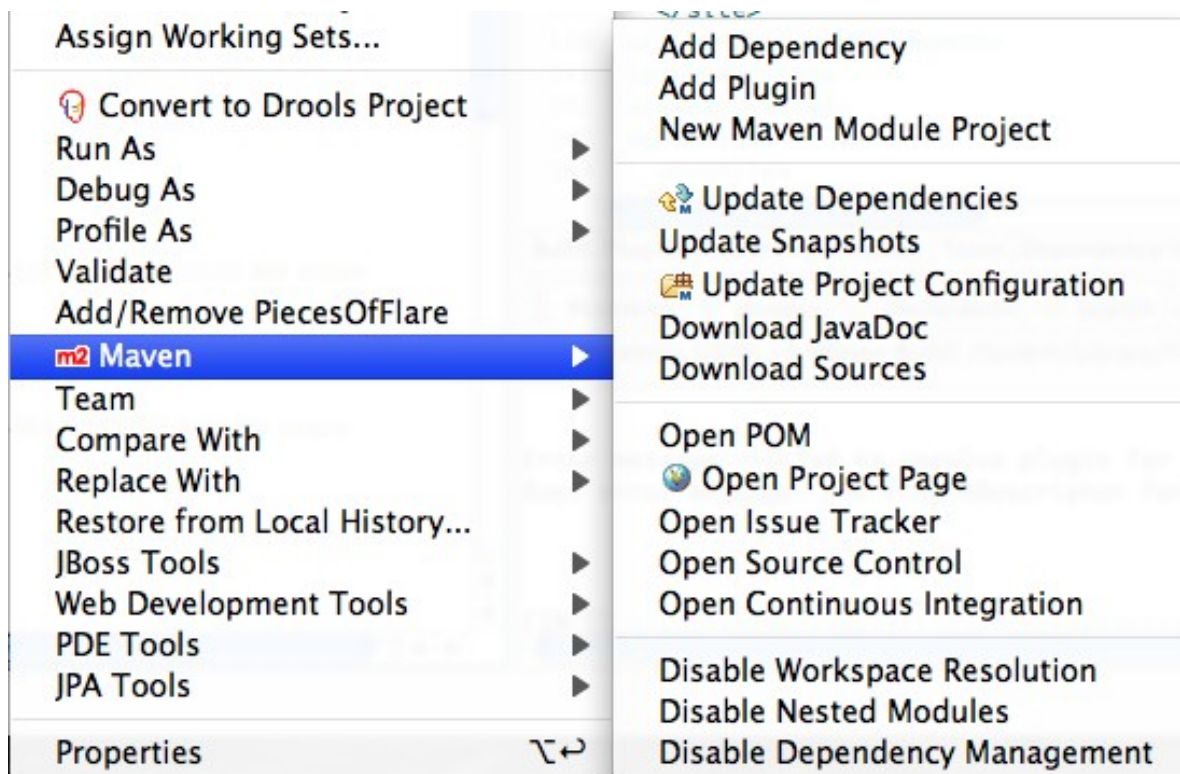 Assign Working Sets...
Convert to Drools Project
Run As
Debug As
Profile As
Validate
Add/Remove PiecesOfFlare
m2 Maven
Team
Compare With
Replace With
Restore from Local History...
JBoss Tools
Web Development Tools
PDE Tools
JPA Tools
Properties ⌥↩
</site>
Add Dependency
Add Plugin
New Maven Module Project
Update Dependencies
Update Snapshots
Update Project Configuration
Download JavaDoc
Download Sources
Open POM
Open Project Page
Open Issue Tracker
Open Source Control
Open Continuous Integration
Disable Workspace Resolution
Disable Nested Modules
Disable Dependency Management